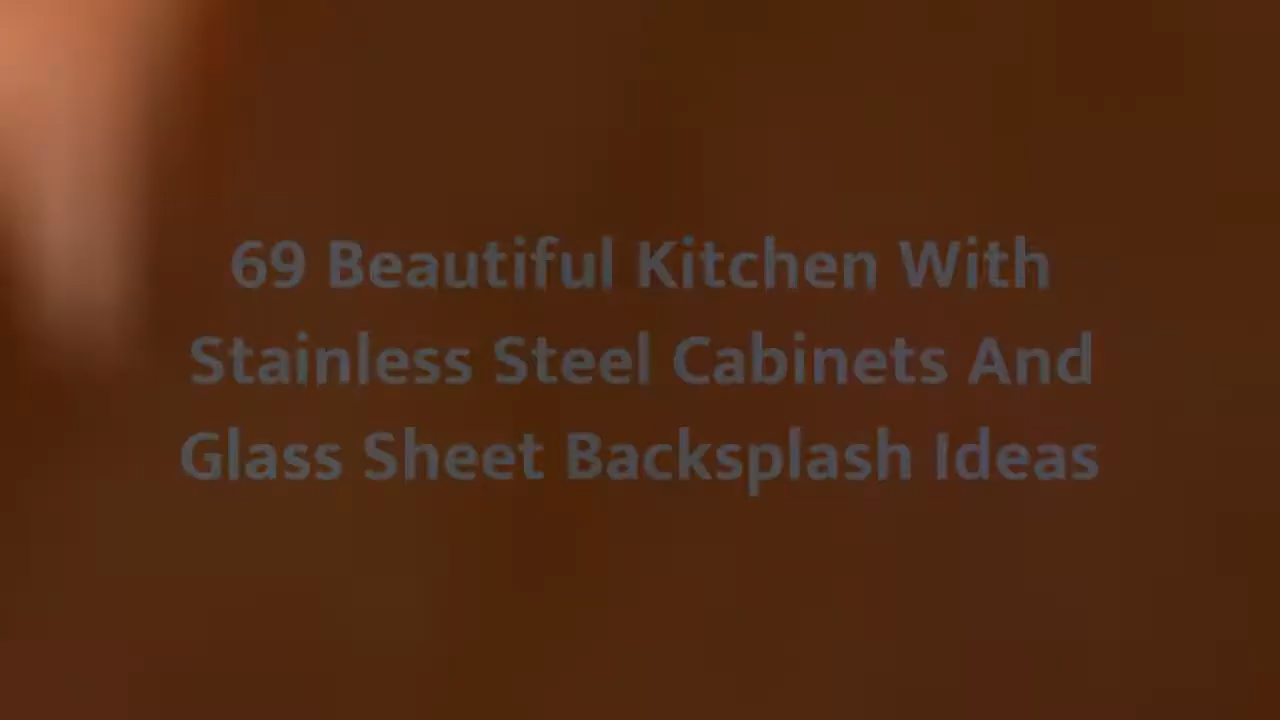 69 Beautiful Kitchen With
Stainless Steel Cabinets And
Glass Sheet Backsplash Ideas